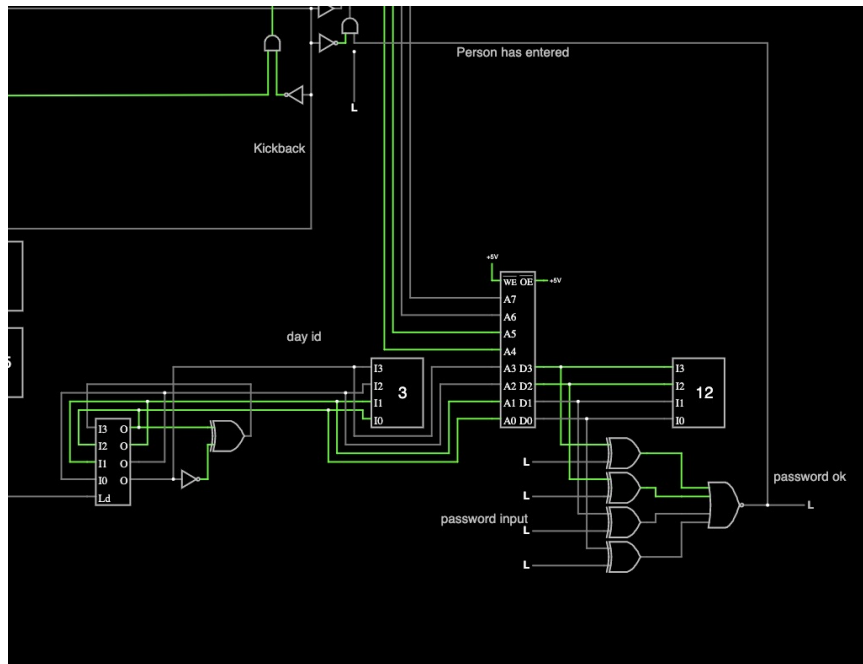 Person has entered
L
Kickback
+5V
WE OE +5V
A7
A6
A5
A4
day id
I3
I2
I1
I0
3
A3 D3
A2 D2
A1 D1
A0 D0
I3
I2
I1
I0
12
I3 O
I2 O
I1 O
I0 O
Ld
L
L
password input
L
L
password ok
L